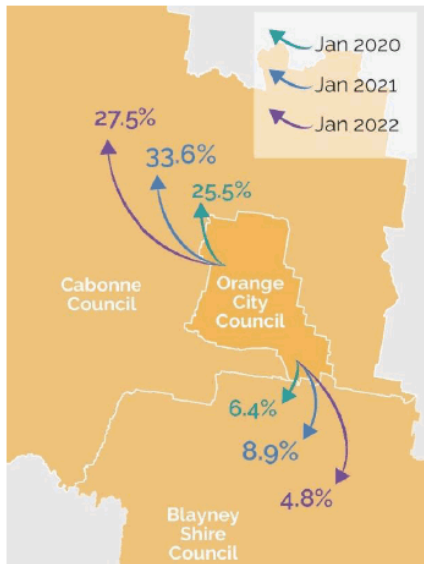 Jan 2020
Jan 2021
Jan 2022
27.5%
33.6%
25.5%
Cabonne
Council
Orange
City
Council
6.4%
8.9%
4.8%
Blayney
Shire
Council